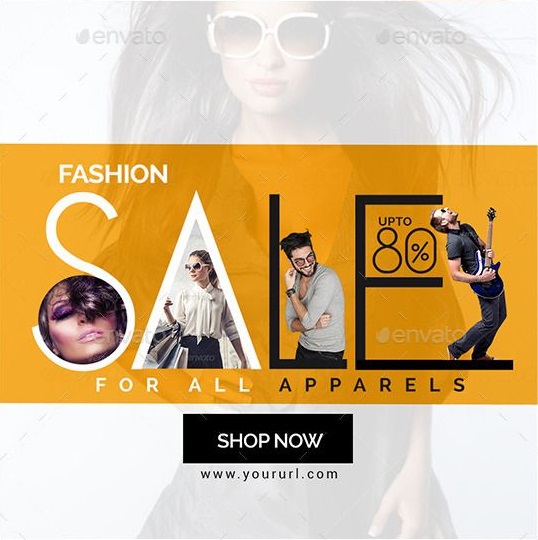 envato
envato
FASHION
SALE
UPTO
80%
envato
envato
FOR ALL APPARELS
SHOP NOW
www.yoururl.com